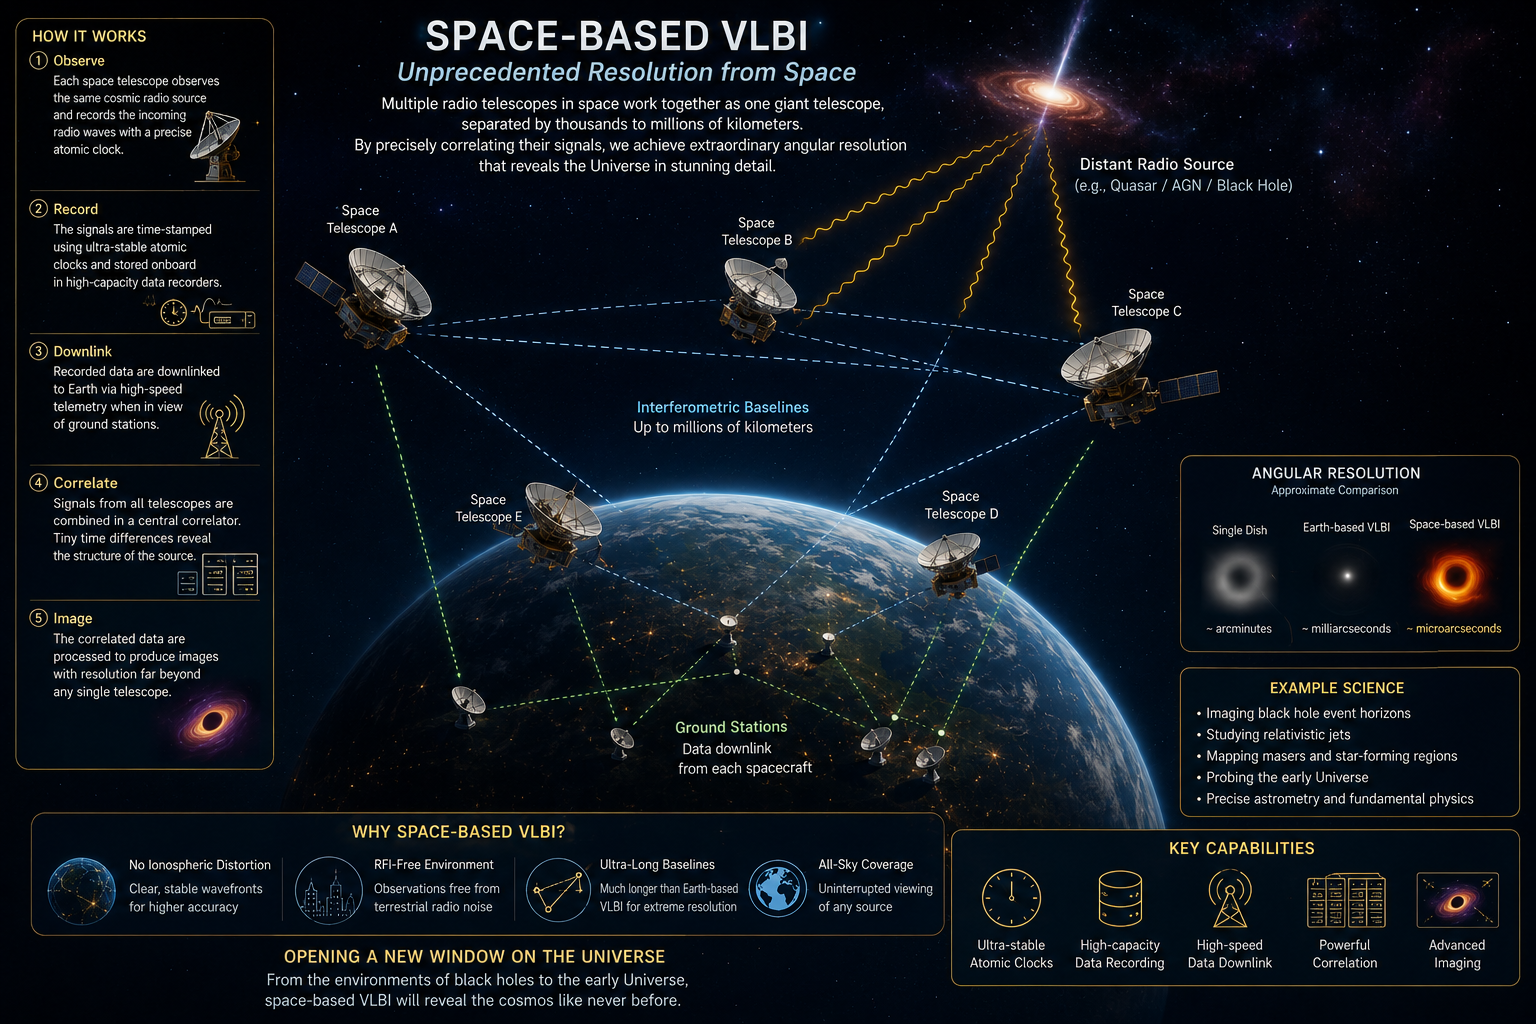 SPACE-BASED VLBI
Unprecedented Resolution from Space
Multiple radio telescopes in space work together as one giant telescope,
separated by thousands to millions of kilometers.
By precisely correlating their signals, we achieve extraordinary angular resolution
that reveals the Universe in stunning detail.
HOW IT WORKS
1 Observe
Each space telescope observes
the same cosmic radio source
and records the incoming
radio waves with a precise
atomic clock.
2 Record
The signals are time-stamped
using ultra-stable atomic
clocks and stored onboard
in high-capacity data recorders.
3 Downlink
Recorded data are downlinked
to Earth via high-speed
telemetry when in view
of ground stations.
4 Correlate
Signals from all telescopes are
combined in a central correlator.
Tiny time differences reveal
the structure of the source.
5 Image
The correlated data are
processed to produce images
with resolution far beyond
any single telescope.
Distant Radio Source
(e.g., Quasar / AGN / Black Hole)
Space
Telescope A
Space
Telescope B
Space
Telescope C
Interferometric Baselines
Up to millions of kilometers
Space
Telescope E
Space
Telescope D
Ground Stations
Data downlink
from each spacecraft
ANGULAR RESOLUTION
Approximate Comparison
Single Dish
Earth-based VLBI
Space-based VLBI
~ arcminutes
~ milliarcseconds
~ microarcseconds
EXAMPLE SCIENCE
• Imaging black hole event horizons
• Studying relativistic jets
• Mapping masers and star-forming regions
• Probing the early Universe
• Precise astrometry and fundamental physics
WHY SPACE-BASED VLBI?
No Ionospheric Distortion
Clear, stable wavefronts
for higher accuracy
RFI-Free Environment
Observations free from
terrestrial radio noise
Ultra-Long Baselines
Much longer than Earth-based
VLBI for extreme resolution
All-Sky Coverage
Uninterrupted viewing
of any source
KEY CAPABILITIES
Ultra-stable
Atomic Clocks
High-capacity
Data Recording
High-speed
Data Downlink
Powerful
Correlation
Advanced
Imaging
OPENING A NEW WINDOW ON THE UNIVERSE
From the environments of black holes to the early Universe,
space-based VLBI will reveal the cosmos like never before.